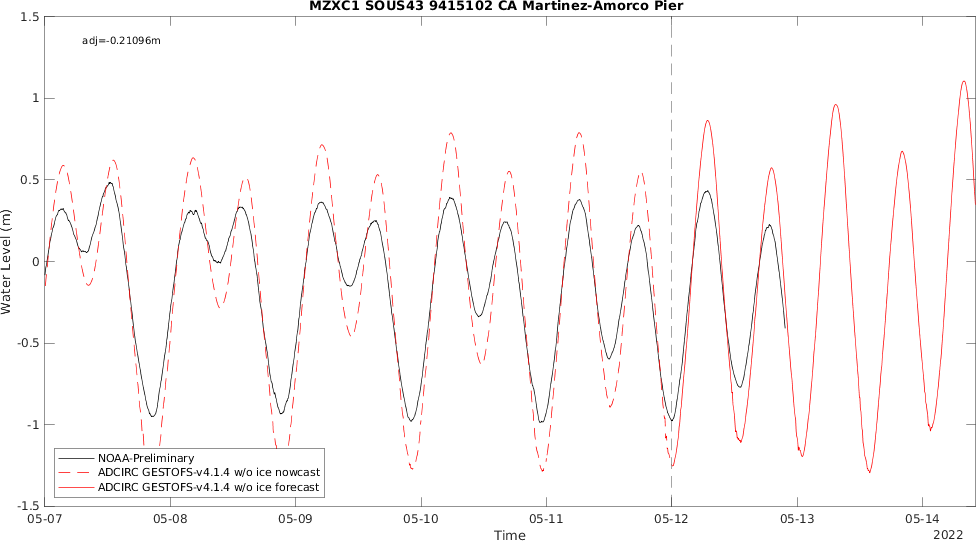 MZXC1 SOUS43 9415102 CA Martinez-Amorco Pier
1.5
adj=-0.21096m
1
0.5
0
-0.5
-1
-1.5
Water Level (m)
NOAA-Preliminary
ADCIRC GESTOFS-v4.1.4 w/o ice nowcast
ADCIRC GESTOFS-v4.1.4 w/o ice forecast
05-07 05-08 05-09 05-10 05-11 05-12 05-13 05-14
Time
2022